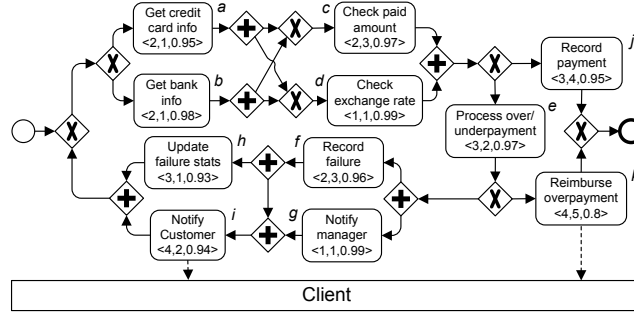 a
Get credit
card info
<2,1,0.95>
c
Check paid
amount
<2,3,0.97>
j
Record
payment
<3,4,0.95>
b
Get bank
info
<2,1,0.98>
d
Check
exchange rate
<1,1,0.99>
e
Process over/
underpayment
<3,2,0.97>
h
Update
failure stats
<3,1,0.93>
f
Record
failure
<2,3,0.96>
i
Notify
Customer
<4,2,0.94>
g
Notify
manager
<1,1,0.99>
Reimburse
overpayment
<4,5,0.8>
Client